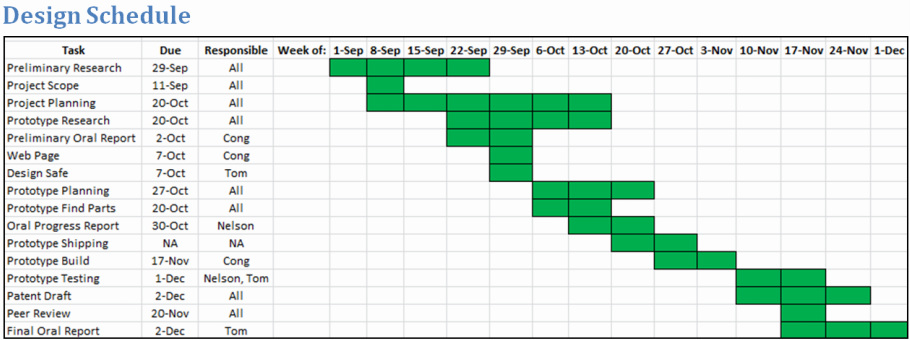 Design Schedule
Task Due Responsible Week of: 1-Sep 8-Sep 15-Sep 22-Sep 29-Sep 6-Oct 13-Oct 20-Oct 27-Oct 3-Nov 10-Nov 17-Nov 24-Nov 1-Dec
Preliminary Research 29-Sep All
Project Scope 11-Sep All
Project Planning 20-Oct All
Prototype Research 20-Oct All
Preliminary Oral Report 2-Oct Cong
Web Page 7-Oct Cong
Design Safe 7-Oct Tom
Prototype Planning 27-Oct All
Prototype Find Parts 20-Oct All
Oral Progress Report 30-Oct Nelson
Prototype Shipping NA NA
Prototype Build 17-Nov Cong
Prototype Testing 1-Dec Nelson, Tom
Patent Draft 2-Dec All
Peer Review 20-Nov All
Final Oral Report 2-Dec Tom